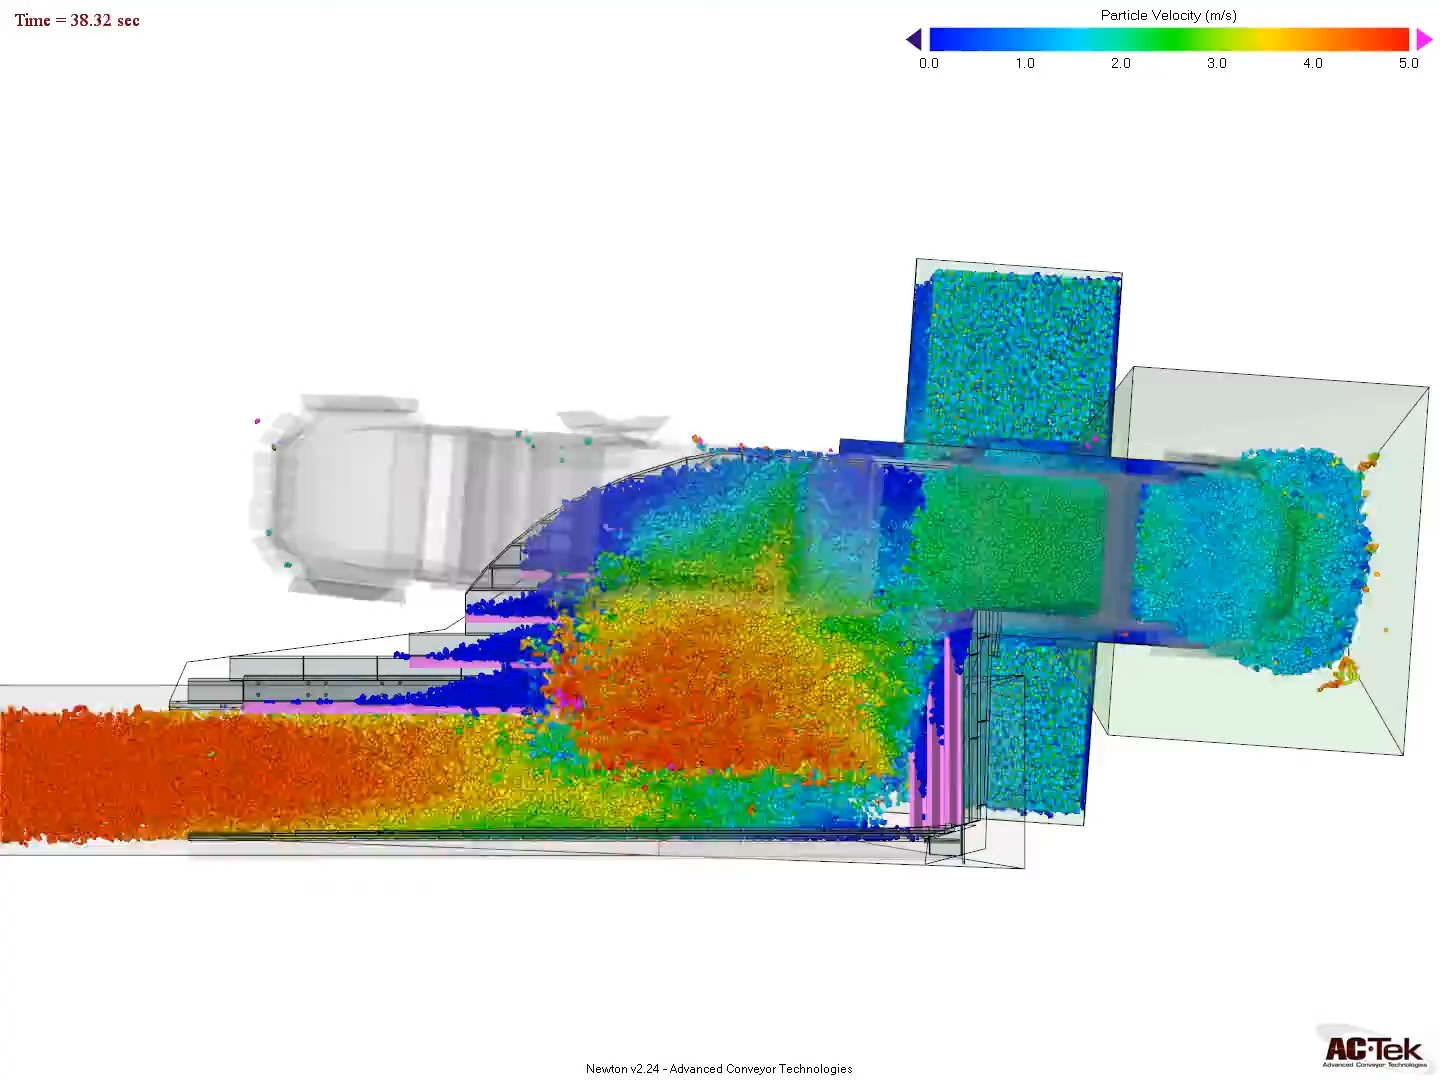 Time = 38.32 sec
Particle Velocity (m/s)
0.0 1.0 2.0 3.0 4.0 5.0
AC·Tek
Advanced Conveyor Technologies
Newton v2.24 - Advanced Conveyor Technologies